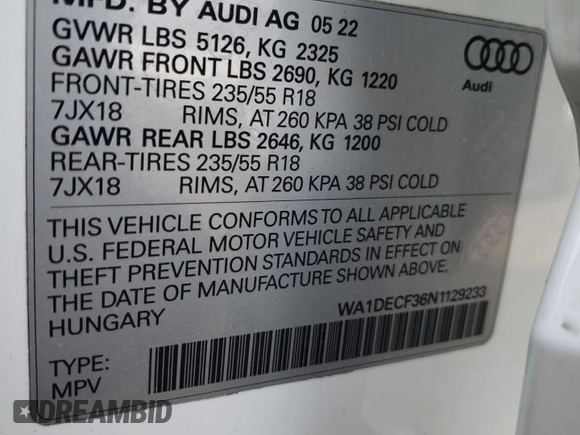 MFD. BY AUDI AG 05 22
GVWR LBS 5126, KG 2325
GAWR FRONT LBS 2690, KG 1220
FRONT-TIRES 235/55 R18
7JX18 RIMS, AT 260 KPA 38 PSI COLD
GAWR REAR LBS 2646, KG 1200
REAR-TIRES 235/55 R18
7JX18 RIMS, AT 260 KPA 38 PSI COLD
Audi
THIS VEHICLE CONFORMS TO ALL APPLICABLE
U.S. FEDERAL MOTOR VEHICLE SAFETY AND
THEFT PREVENTION STANDARDS IN EFFECT ON
THE DATE OF MANUFACTURE SHOWN ABOVE.
HUNGARY
WA1DECF36N1129233
TYPE:
MPV
DREAMBID